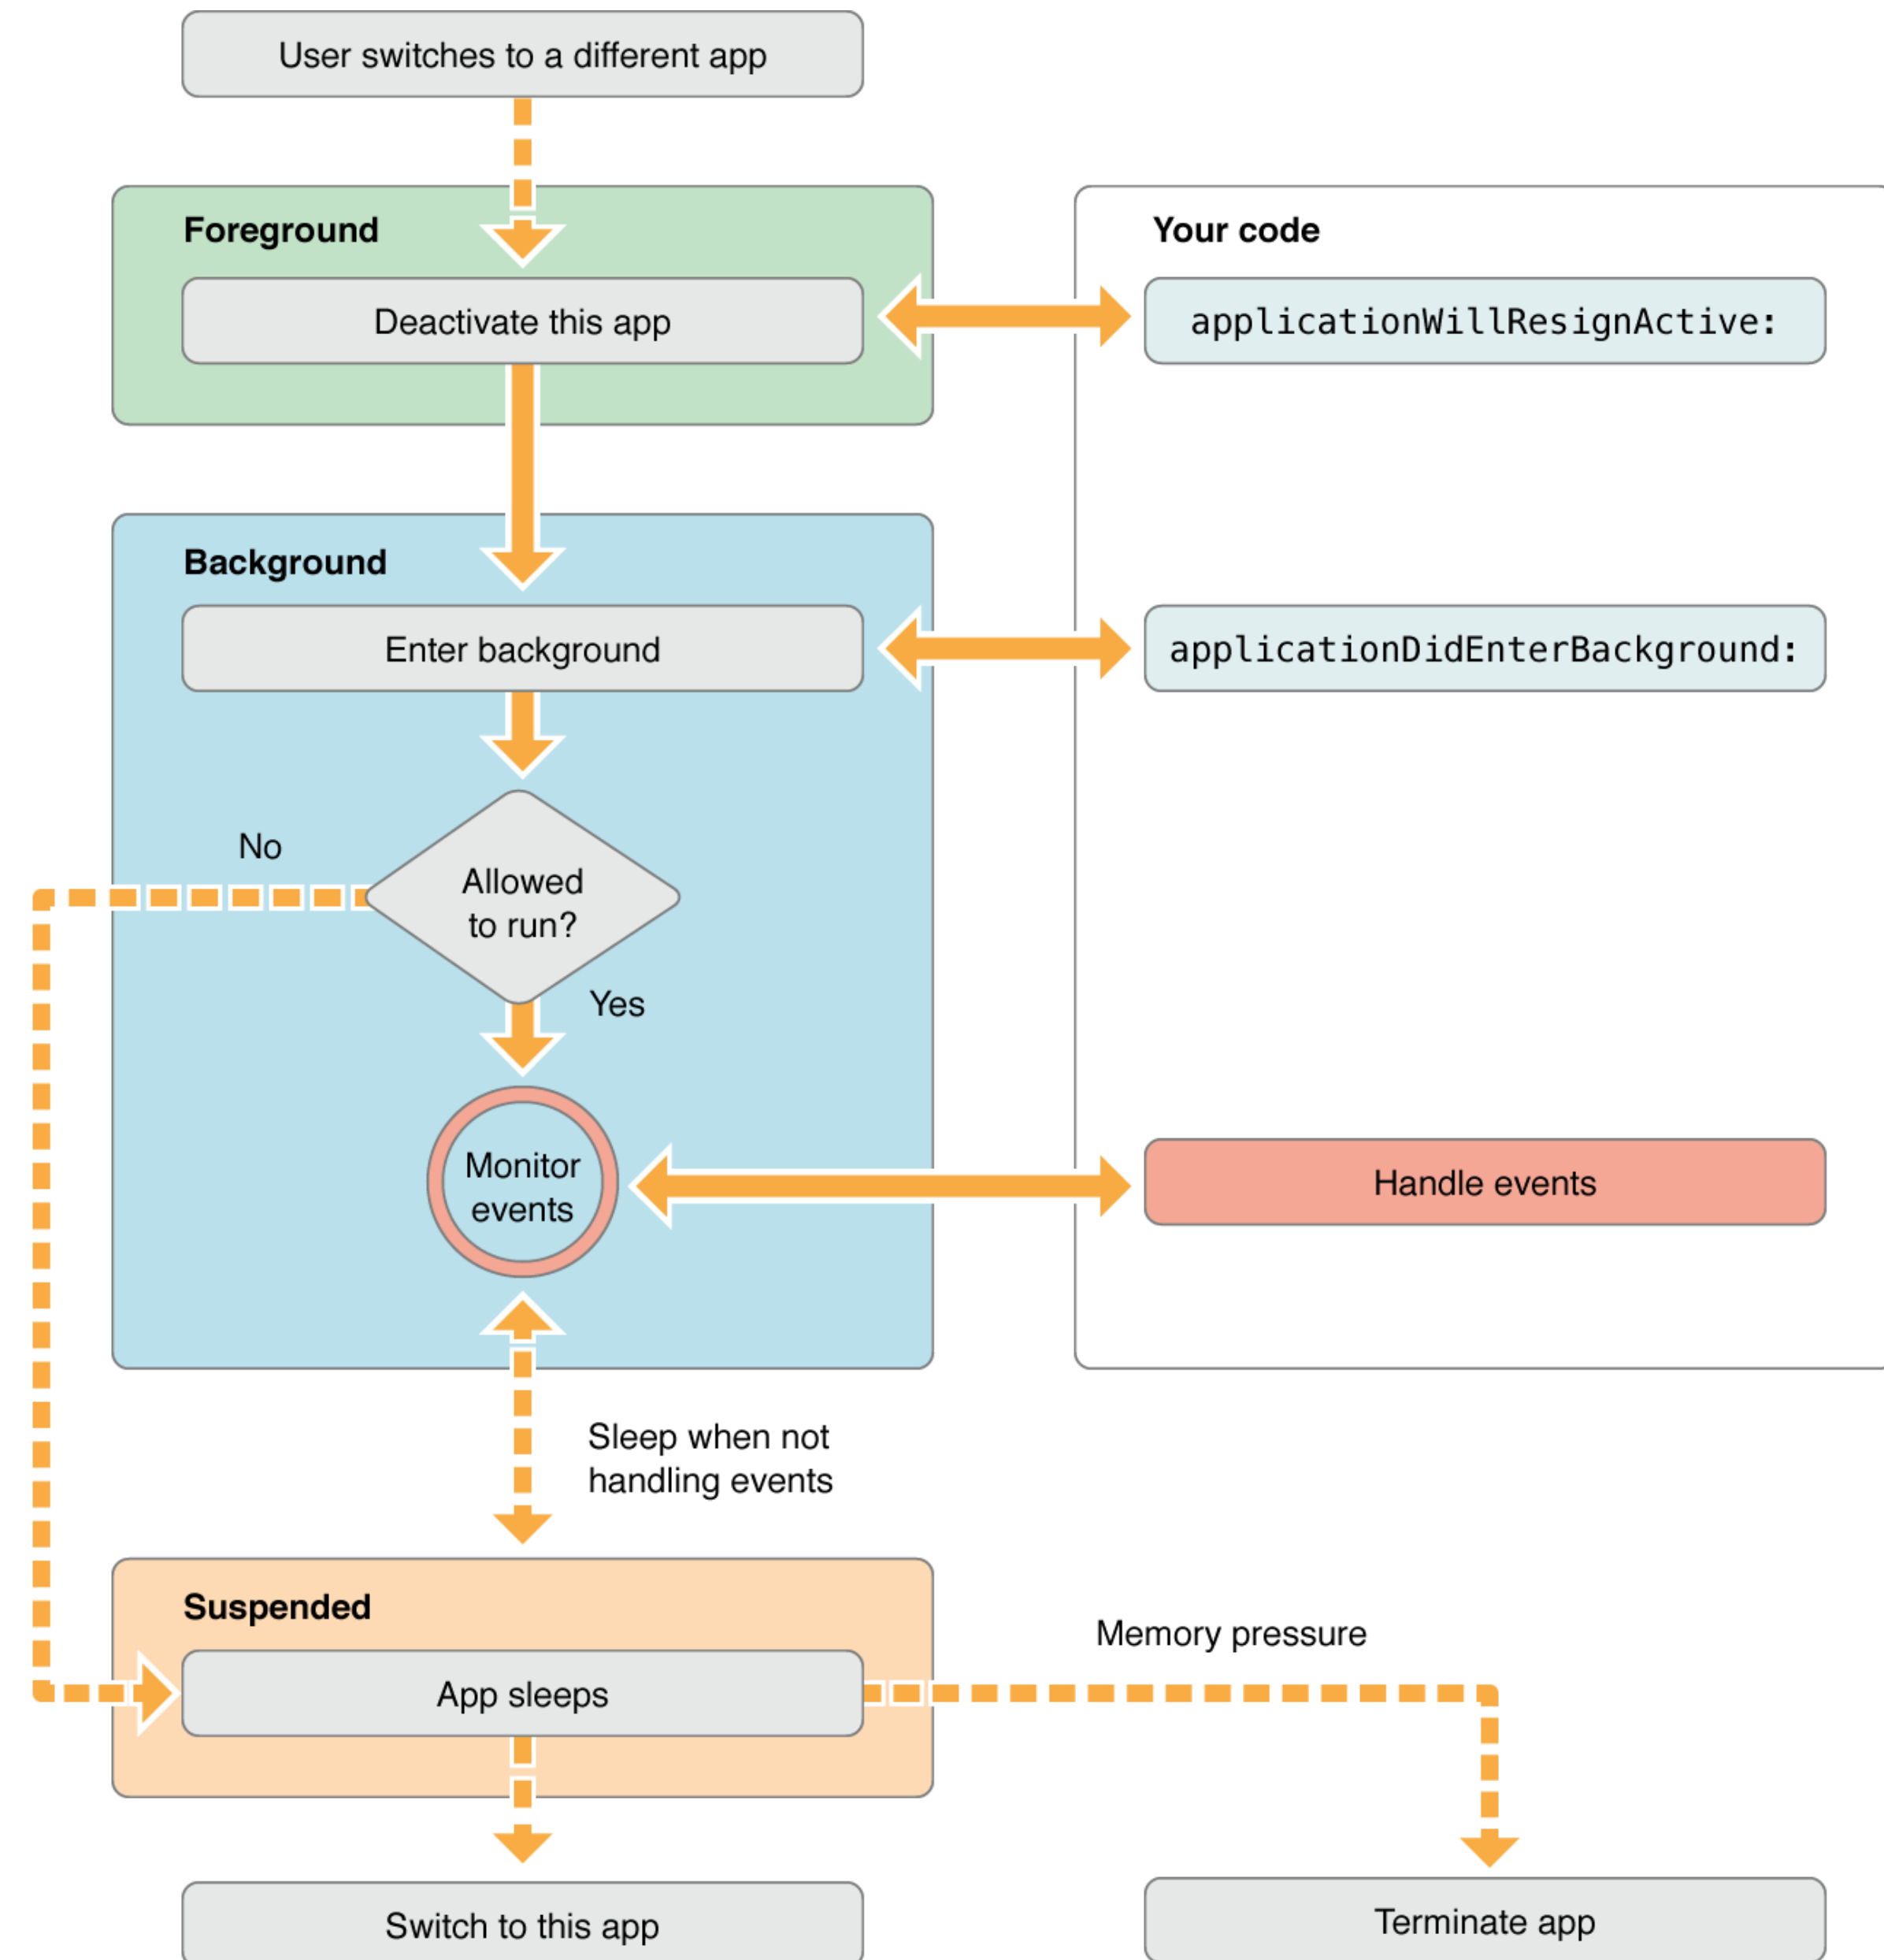 User switches to a different app
Foreground
Your code
Deactivate this app
applicationWillResignActive:
Background
Enter background
applicationDidEnterBackground:
No
Allowed
to run?
Yes
Monitor
events
Handle events
Sleep when not
handling events
Suspended
Memory pressure
App sleeps
Switch to this app
Terminate app